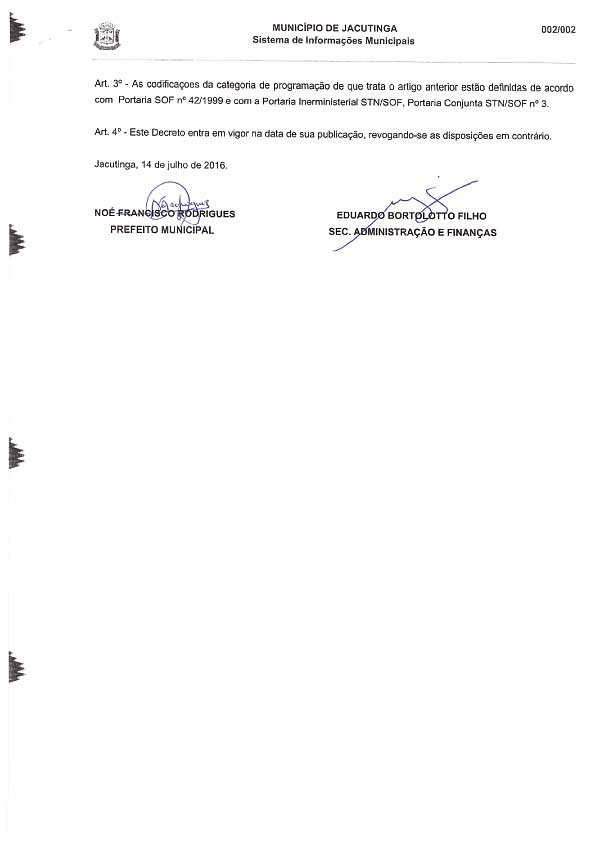 MUNICÍPIO DE JACUTINGA
002/002
Sistema de Informações Municipais
Art. 3º - As codificaçoes da categoria de programação de que trata o artigo anterior estão definidas de acordo
com Portaria SOF nº 42/1999 e com a Portaria Inerministerial STN/SOF, Portaria Conjunta STN/SOF nº 3.
Art. 4º - Este Decreto entra em vigor na data de sua publicação, revogando-se as disposições em contrário.
Jacutinga, 14 de julho de 2016.
NOÉ FRANCISCO RODRIGUES
PREFEITO MUNICIPAL
EDUARDO BORTOLOTTO FILHO
SEC. ADMINISTRAÇÃO E FINANÇAS